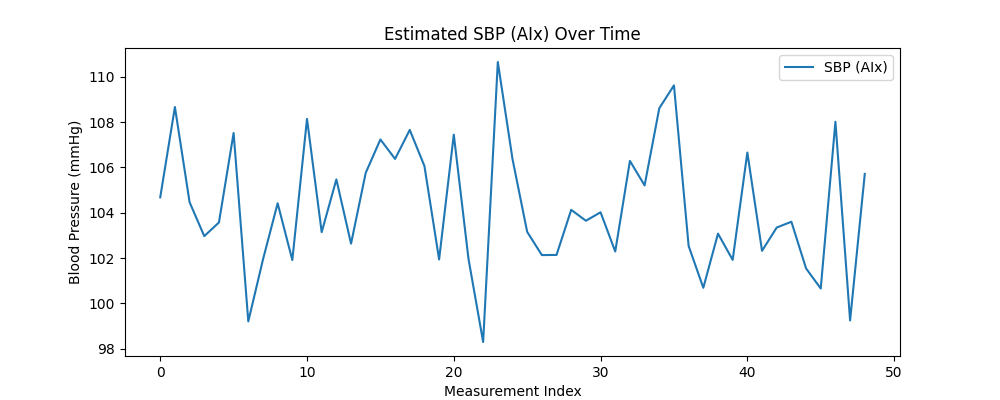 Estimated SBP (AIx) Over Time
SBP (AIx)
Blood Pressure (mmHg)
110
108
106
104
102
100
98
0 10 20 30 40 50
Measurement Index